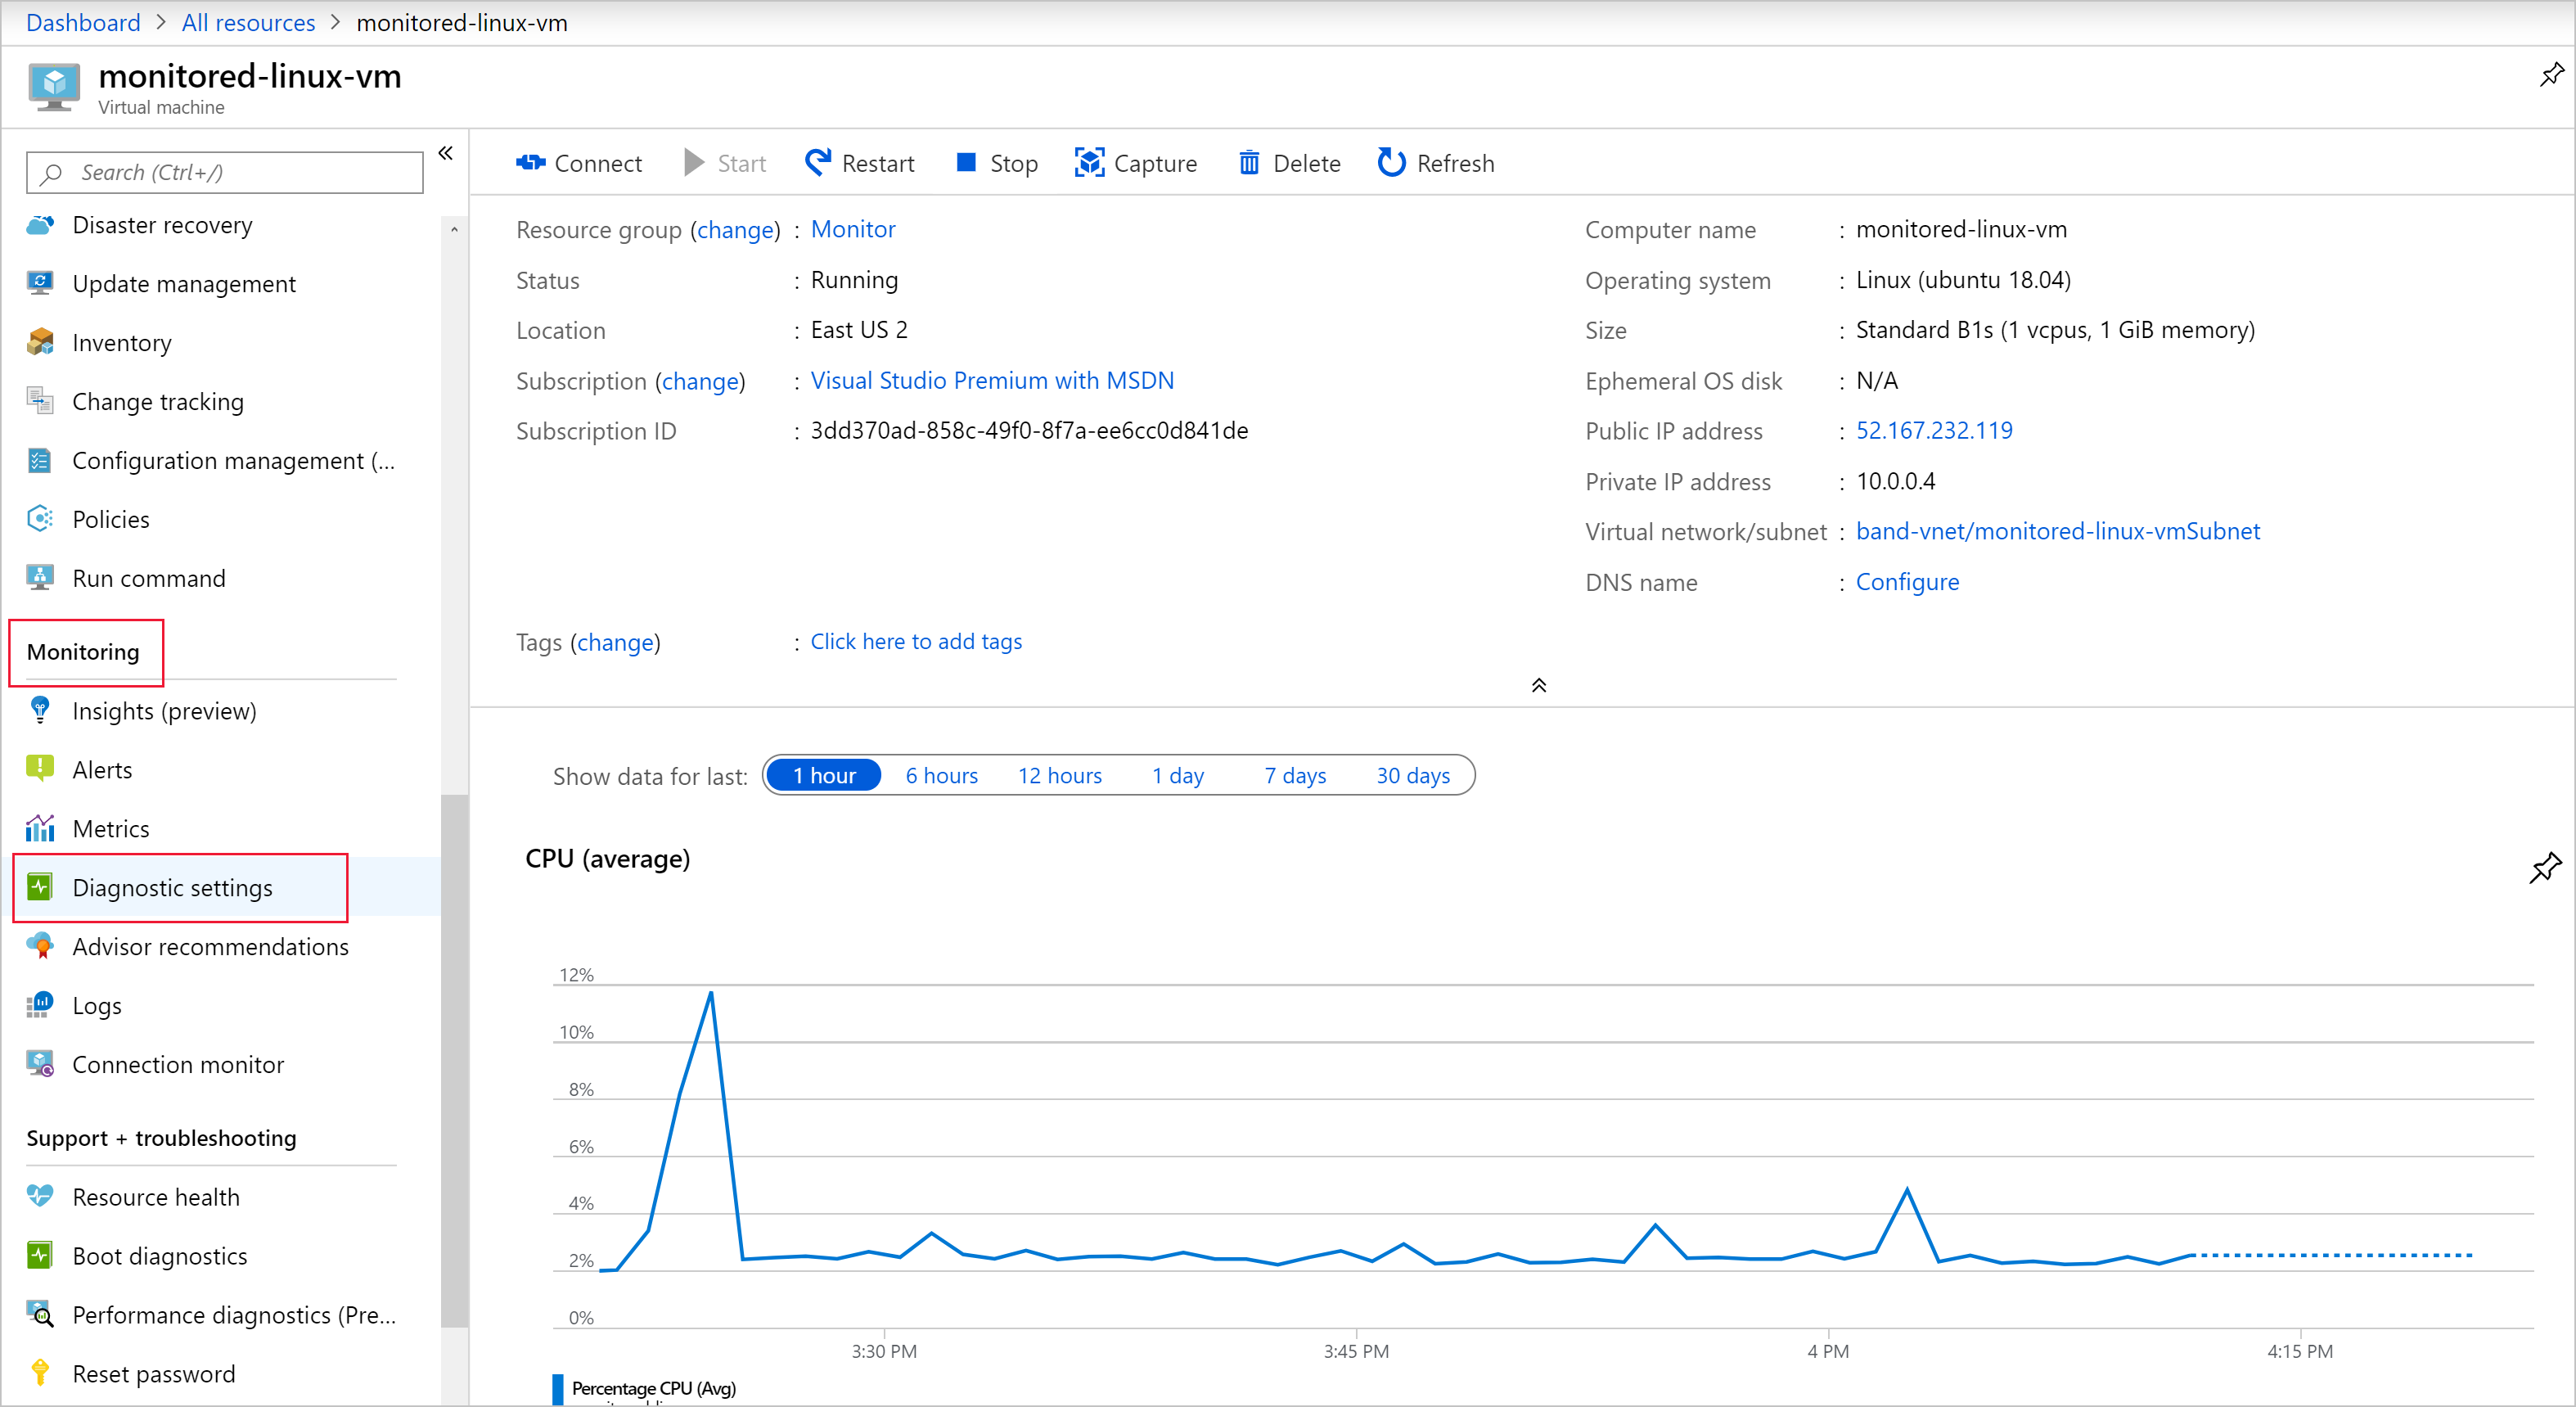 Dashboard > All resources > monitored-linux-vm
monitored-linux-vm
Virtual machine
Search (Ctrl+/)
Disaster recovery
Update management
Inventory
Change tracking
Configuration management (...
Policies
Run command
Monitoring
Insights (preview)
Alerts
Metrics
Diagnostic settings
Advisor recommendations
Logs
Connection monitor
Support + troubleshooting
Resource health
Boot diagnostics
Performance diagnostics (Pre...
Reset password
Connect Start Restart Stop Capture Delete Refresh
Resource group (change) : Monitor
Status : Running
Location : East US 2
Subscription (change) : Visual Studio Premium with MSDN
Subscription ID : 3dd370ad-858c-49f0-8f7a-ee6cc0d841de
Computer name : monitored-linux-vm
Operating system : Linux (ubuntu 18.04)
Size : Standard B1s (1 vcpus, 1 GiB memory)
Ephemeral OS disk : N/A
Public IP address : 52.167.232.119
Private IP address : 10.0.0.4
Virtual network/subnet : band-vnet/monitored-linux-vmSubnet
DNS name : Configure
Tags (change) : Click here to add tags
Show data for last: 1 hour 6 hours 12 hours 1 day 7 days 30 days
CPU (average)
12%
10%
8%
6%
4%
2%
0%
3:30 PM 3:45 PM 4 PM 4:15 PM
Percentage CPU (Avg)